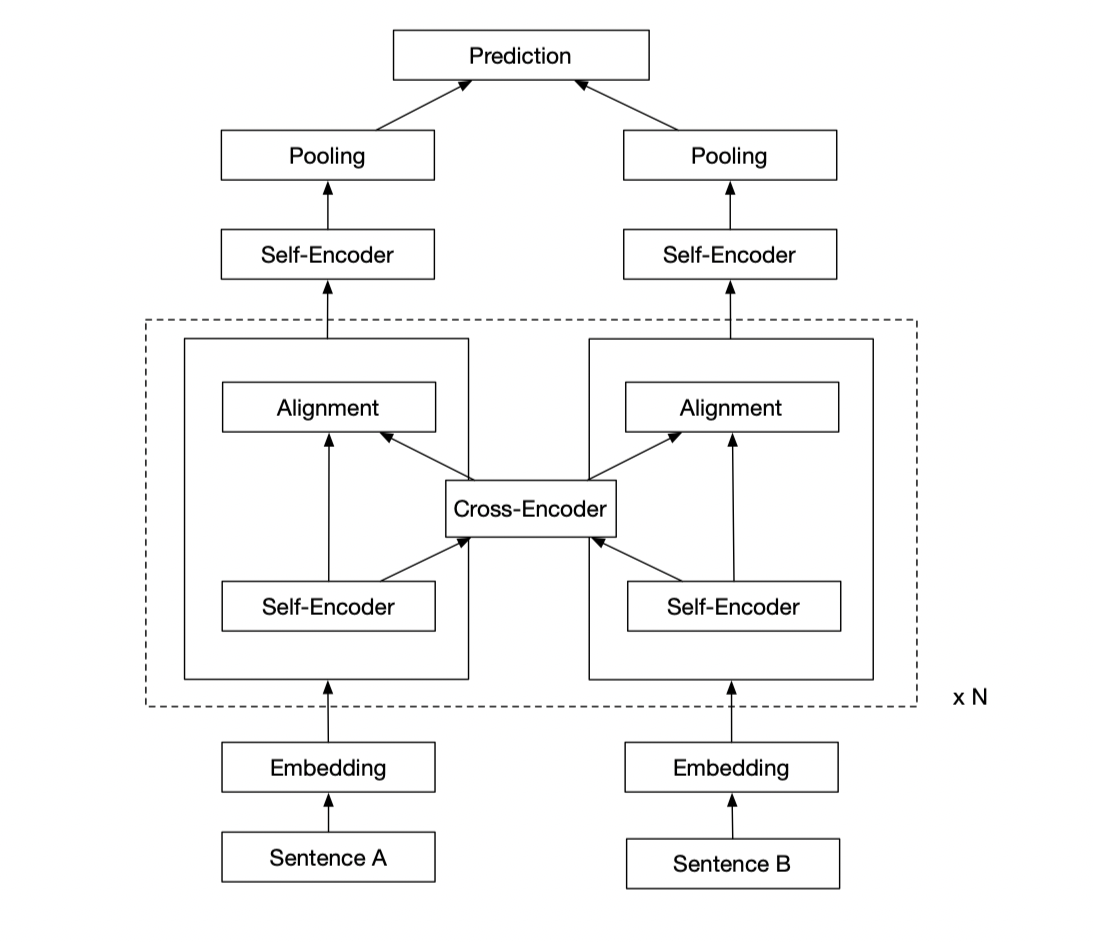 Prediction
Pooling
Pooling
Self-Encoder
Self-Encoder
Alignment
Alignment
Cross-Encoder
Self-Encoder
Self-Encoder
x N
Embedding
Embedding
Sentence A
Sentence B